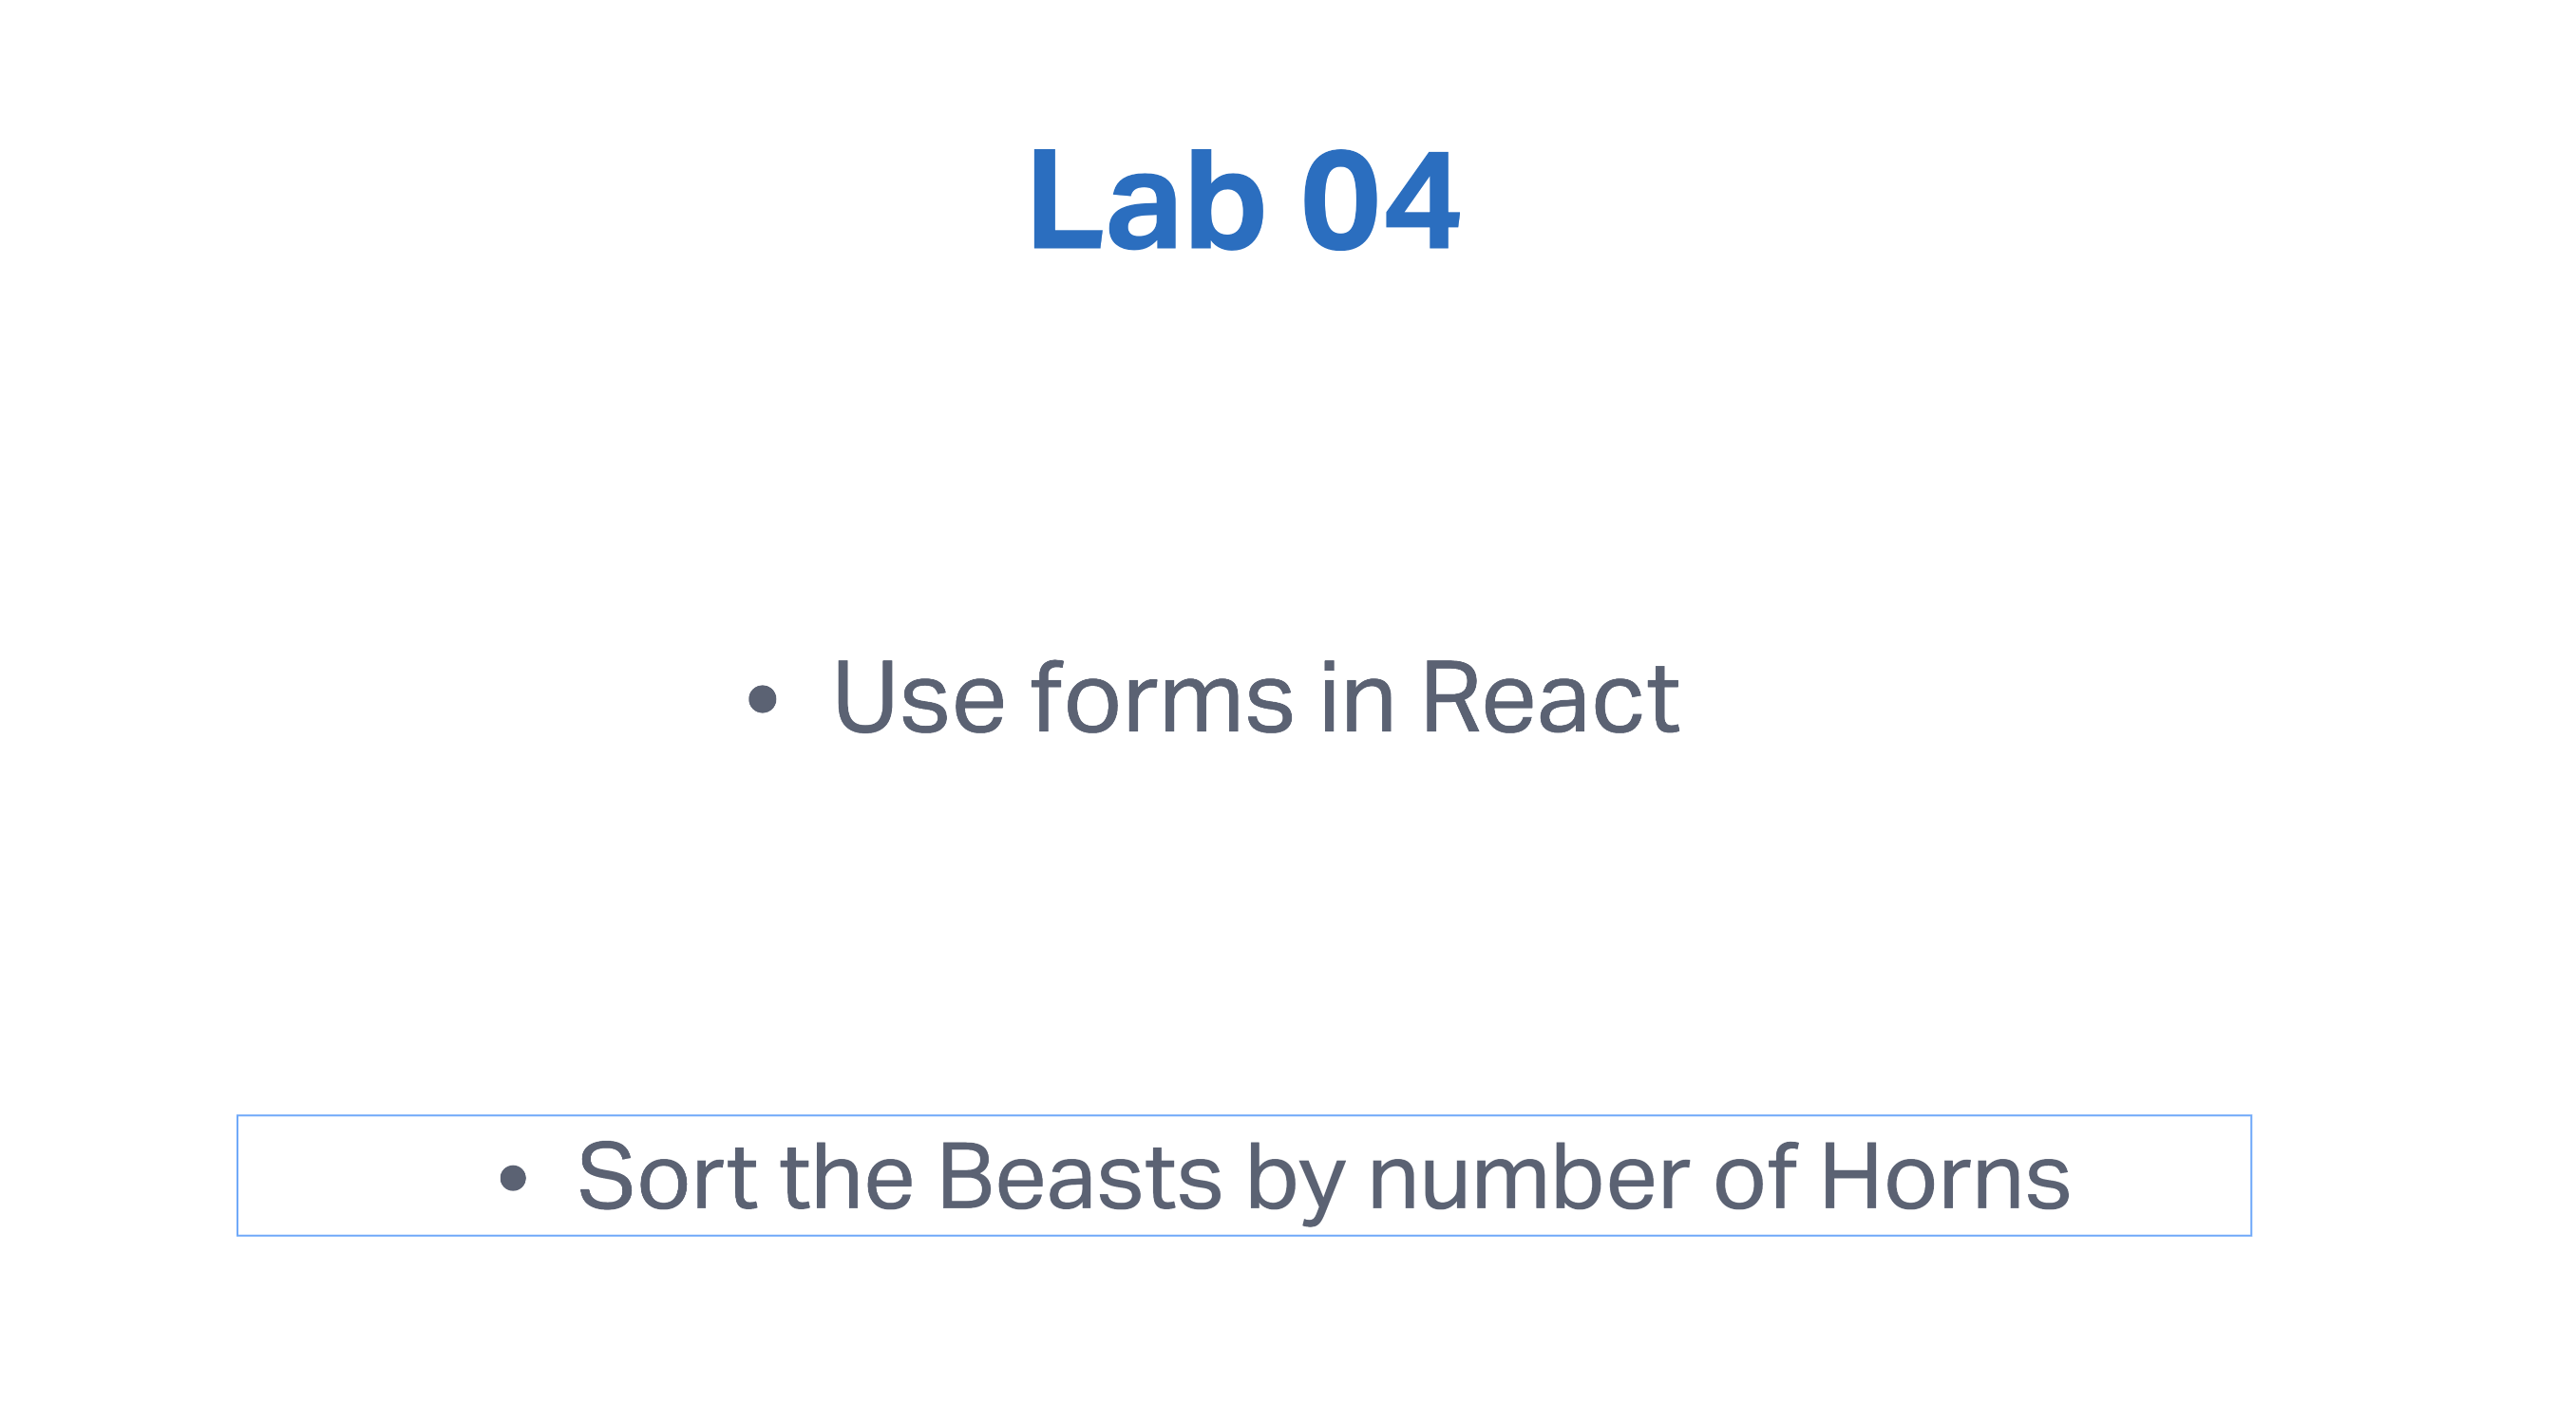 Lab 04
• Use forms in React
• Sort the Beasts by number of Horns